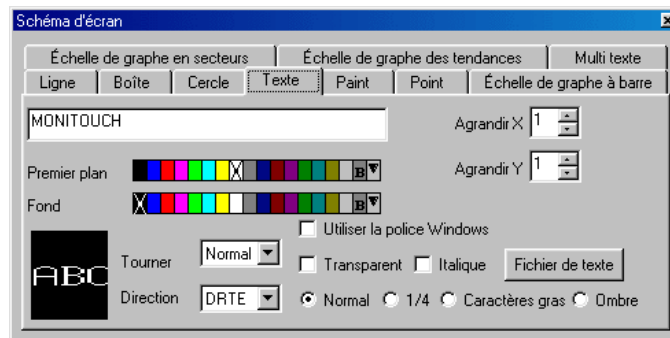 Schéma d'écran
Échelle de graphe en secteurs Échelle de graphe des tendances Multi texte
Ligne Boîte Cercle Texte Paint Point Échelle de graphe à barre
MONITOUCH
Agrandir X 1
Premier plan B
Agrandir Y 1
Fond B
Utiliser la police Windows
ABC
Tourner Normal
Transparent Italique Fichier de texte
Direction DRTE
Normal 1/4 Caractères gras Ombre